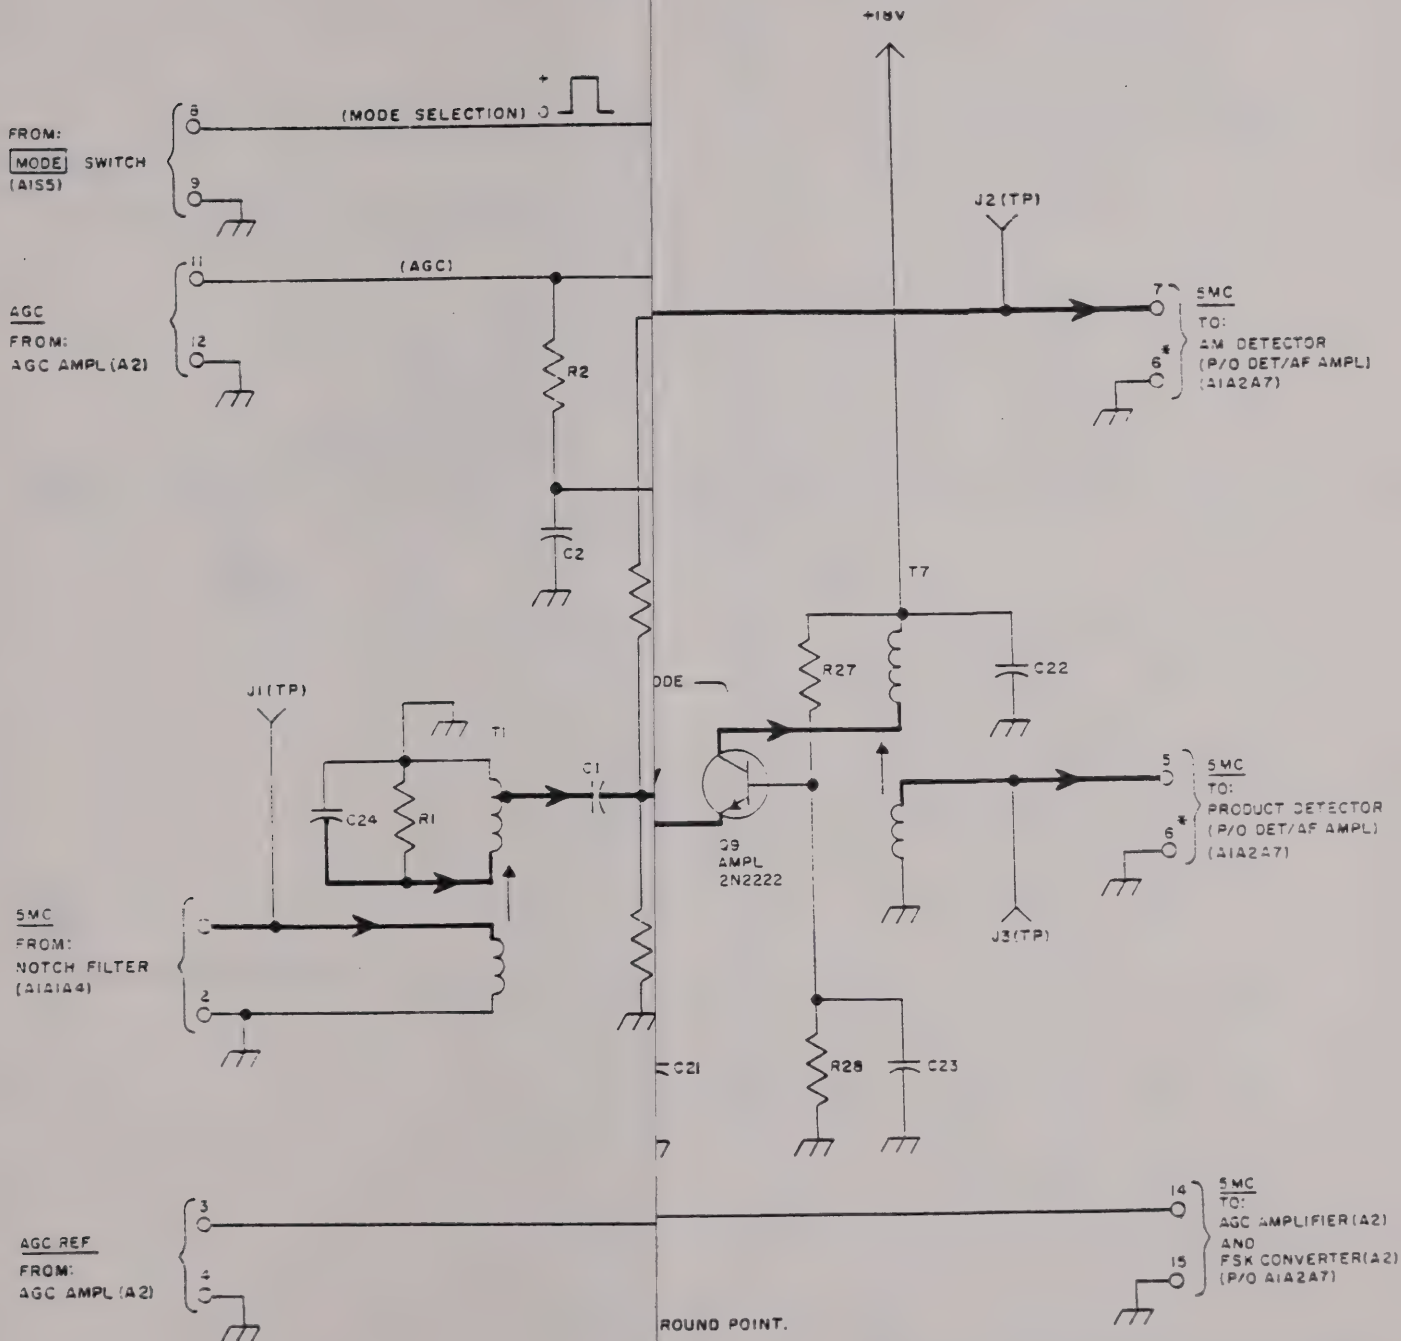 +18V
+
0
8
(MODE SELECTION)
FROM:
MODE SWITCH
(A1S5)
9
11
(AGC)
AGC
FROM:
AGC AMPL (A2)
12
R2
C2
J2(TP)
7
5MC
TO:
AM DETECTOR
(P/O DET/AF AMPL)
(A1A2A7)
6*
T7
R27
C22
ODE
J1(TP)
T1
C1
C24
R1
Q9
AMPL
2N2222
5
5MC
TO:
PRODUCT DETECTOR
(P/O DET/AF AMPL)
(A1A2A7)
6*
J3(TP)
5MC
FROM:
NOTCH FILTER
(A1A1A4)
2
C21
R28
C23
3
AGC REF
FROM:
AGC AMPL (A2)
4
14
5MC
TO:
AGC AMPLIFIER(A2)
AND
FSK CONVERTER(A2)
(P/O A1A2A7)
15
ROUND POINT.